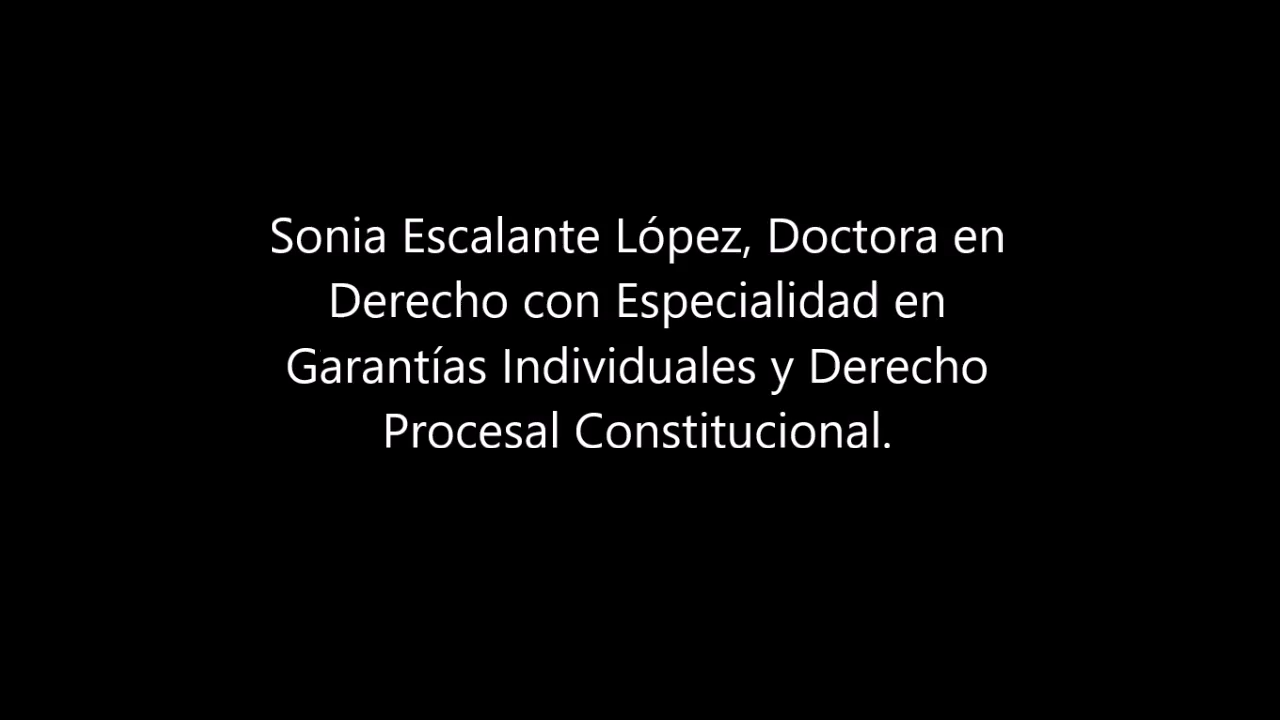 Sonia Escalante López, Doctora en
Derecho con Especialidad en
Garantías Individuales y Derecho
Procesal Constitucional.